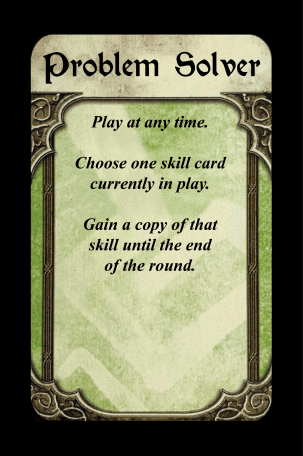 Problem Solver
Play at any time.
Choose one skill card
currently in play.
Gain a copy of that
skill until the end
of the round.